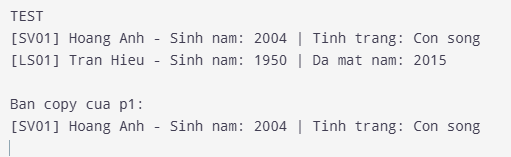 TEST
[SV01] Hoang Anh - Sinh nam: 2004 | Tinh trang: Con song
[LS01] Tran Hieu - Sinh nam: 1950 | Da mat nam: 2015
Ban copy cua p1:
[SV01] Hoang Anh - Sinh nam: 2004 | Tinh trang: Con song